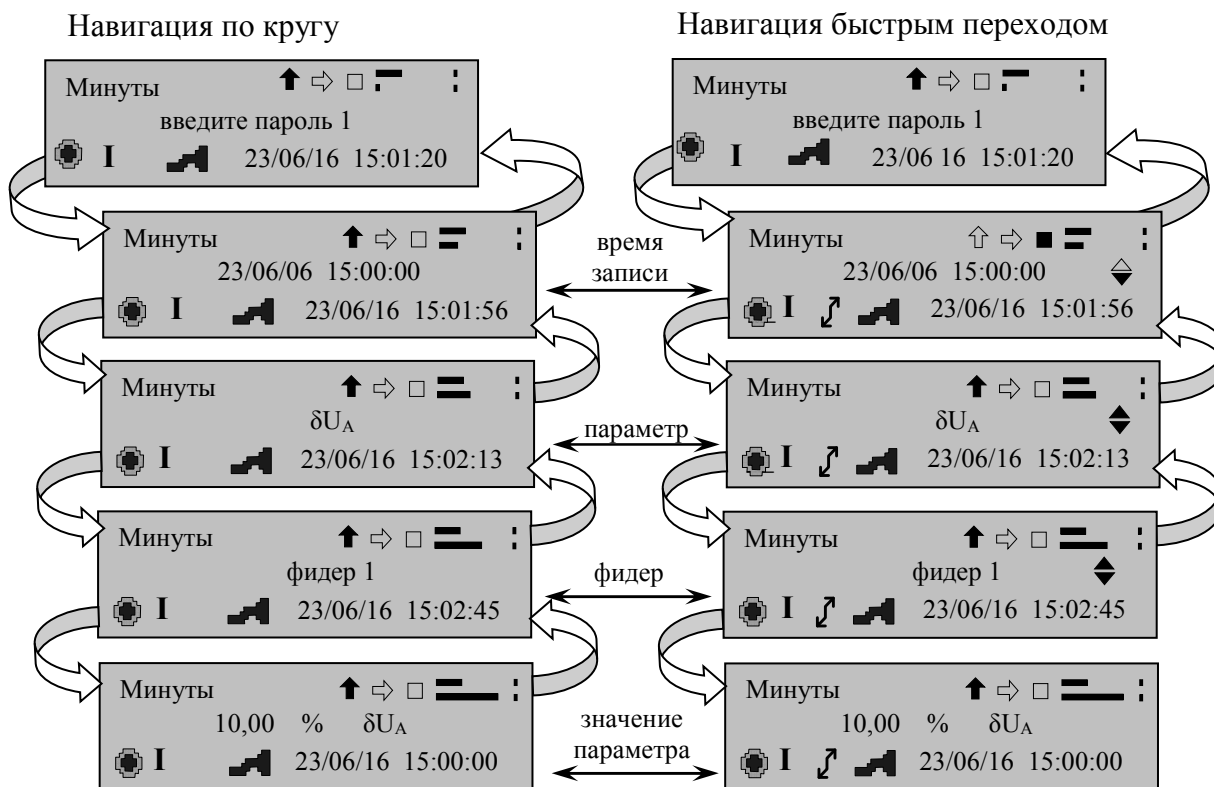 Навигация по кругу
Минуты
введите пароль 1
I 23/06/16 15:01:20
Минуты
23/06/06 15:00:00
I 23/06/16 15:01:56
Минуты
δUА
I 23/06/16 15:02:13
Минуты
фидер 1
I 23/06/16 15:02:45
Минуты
10,00 % δUА
I 23/06/16 15:00:00
время
записи
параметр
фидер
значение
параметра
Навигация быстрым переходом
Минуты
введите пароль 1
I 23/06 16 15:01:20
Минуты
23/06/06 15:00:00
I 23/06/16 15:01:56
Минуты
δUА
I 23/06/16 15:02:13
Минуты
фидер 1
I 23/06/16 15:02:45
Минуты
10,00 % δUА
I 23/06/16 15:00:00